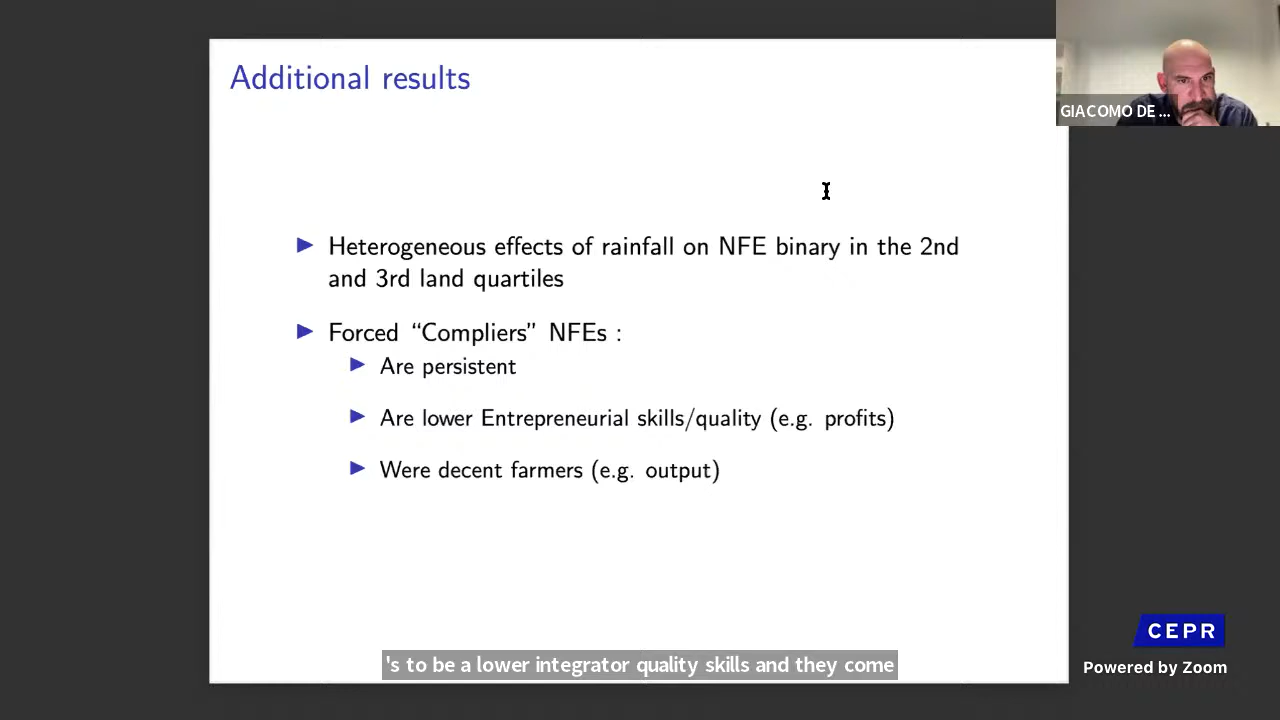 Additional results
GIACOMO DE ...
Heterogeneous effects of rainfall on NFE binary in the 2nd
and 3rd land quartiles
Forced “Compliers” NFEs :
Are persistent
Are lower Entrepreneurial skills/quality (e.g. profits)
Were decent farmers (e.g. output)
CEPR
Powered by Zoom
's to be a lower integrator quality skills and they come